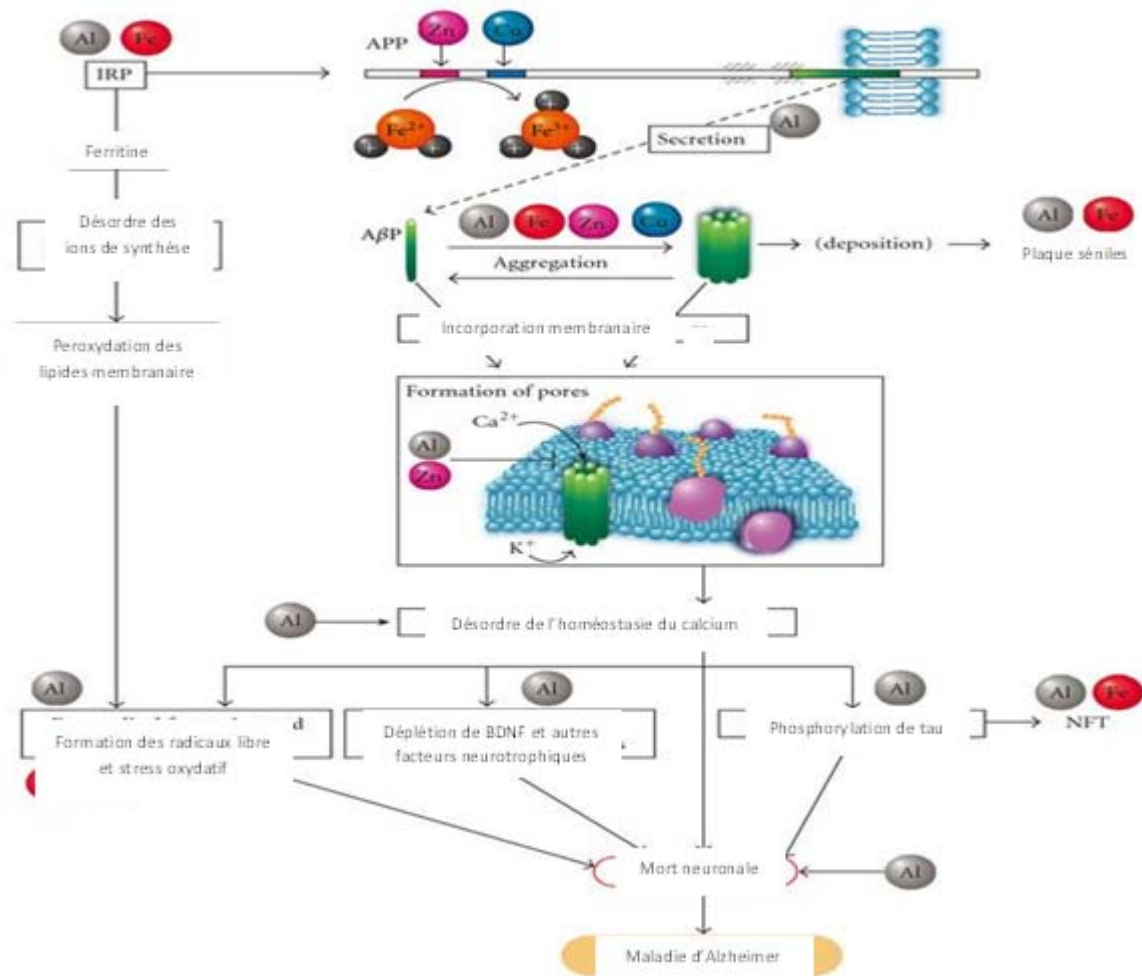 Al Fe
IRP
APP
Zn Cu
Fe2+ Fe3+
+ + + + +
Al
Secretion
Ferritine
Désordre des
ions de synthése
Peroxydation des
lipides membranaire
AβP
Al Fe Zn Cu
Aggregation
(deposition)
Al Fe
Plaque séniles
Incorporation membranaire
Formation of pores
Ca2+
Al
Zn
K+
Al
Désordre de l'homéostasie du calcium
Al
Formation des radicaux libre
et stress oxydatif
Al
Déplétion de BDNF et autres
facteurs neurotrophiques
Al
Phosphorylation de tau
Al Fe
NFT
Mort neuronale
Al
Maladie d'Alzheimer